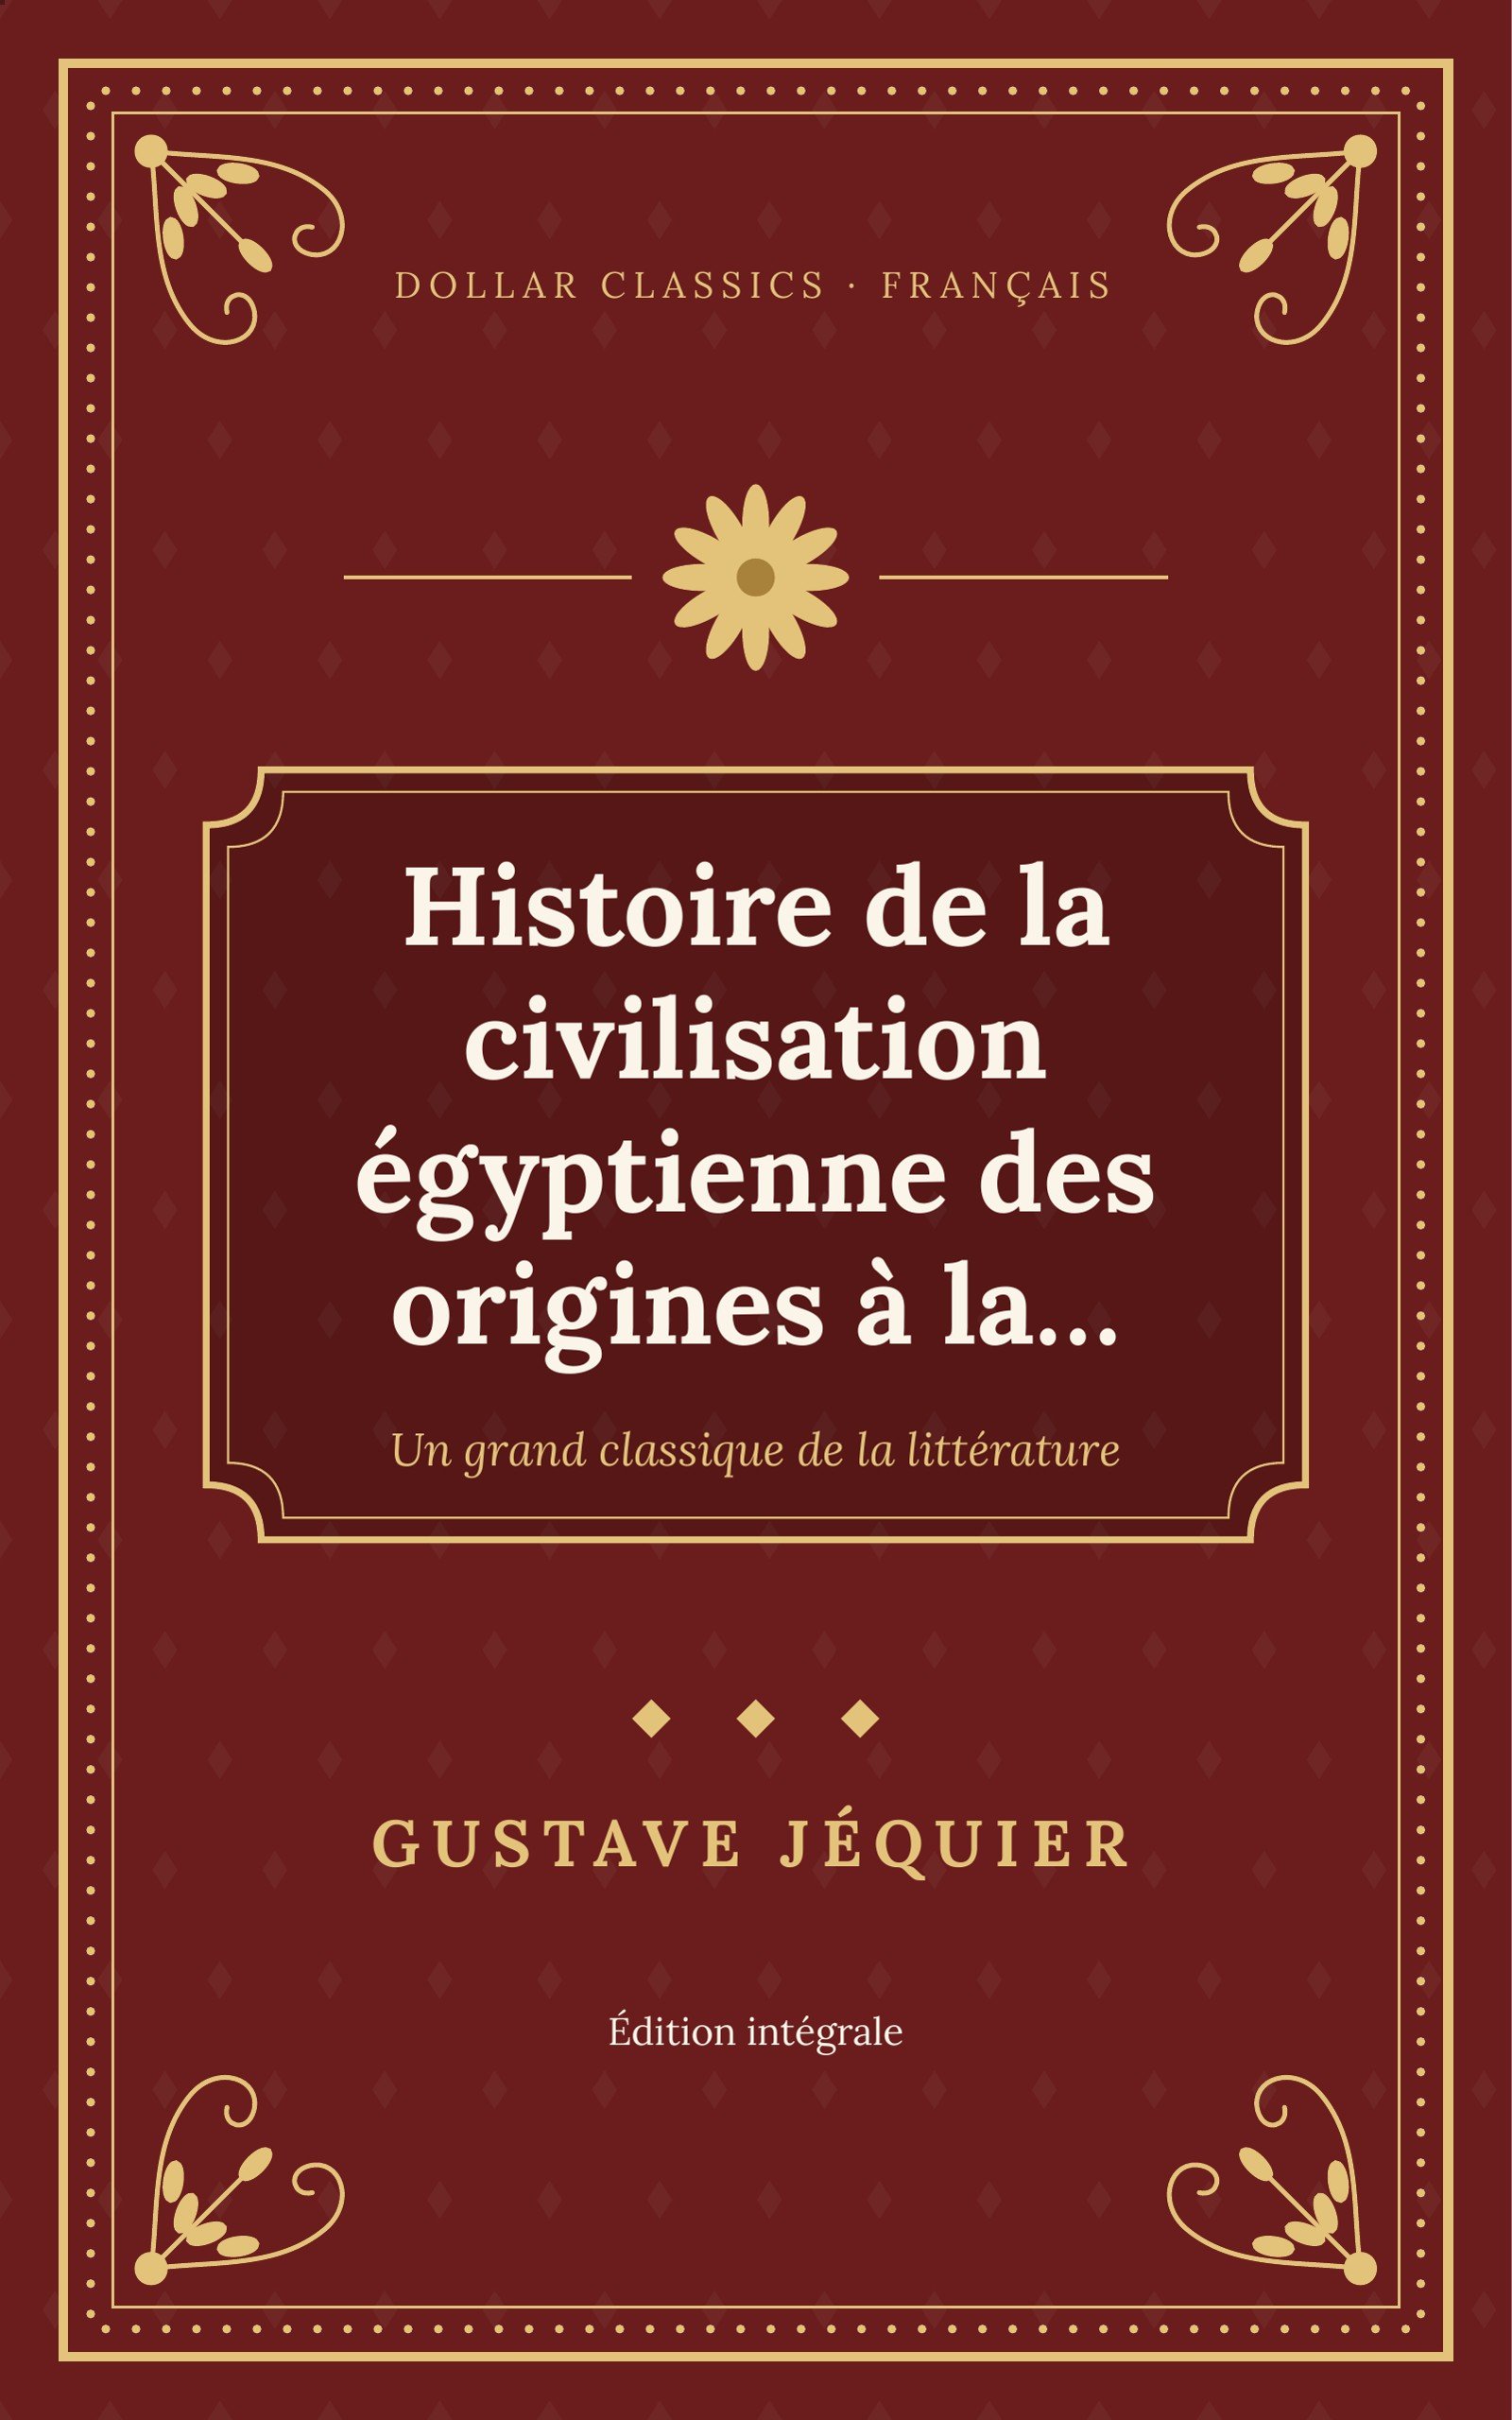 DOLLAR CLASSICS · FRANÇAIS
Histoire de la
civilisation
égyptienne des
origines à la...
Un grand classique de la littérature
GUSTAVE JÉQUIER
Édition intégrale